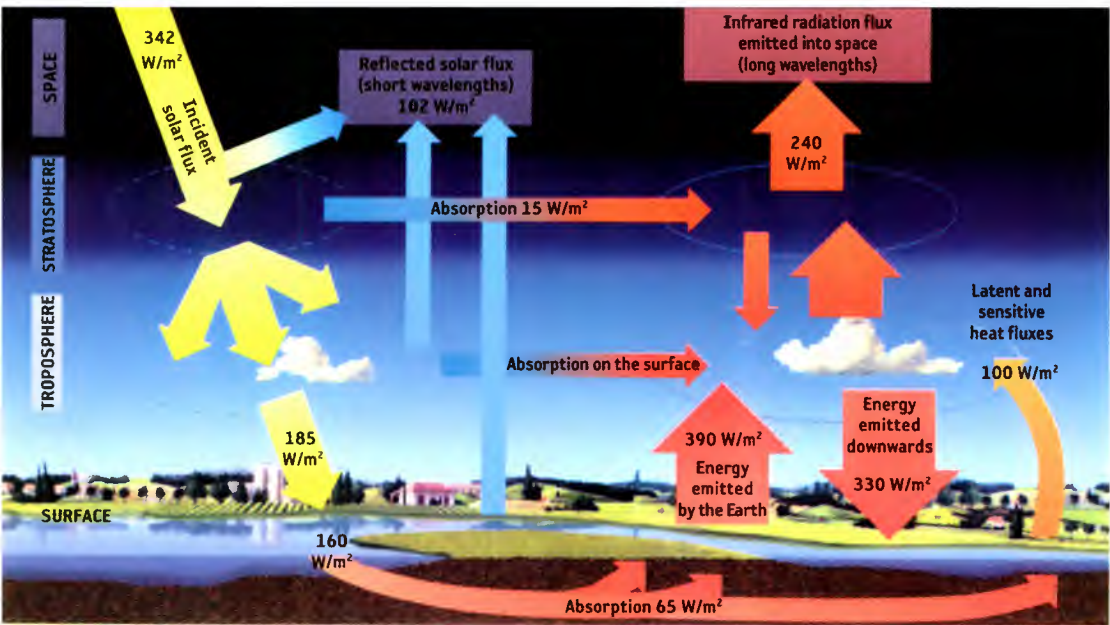 SPACE
STRATOSPHERE
TROPOSPHERE
SURFACE
342
W/m²
Incident
solar flux
Reflected solar flux
(short wavelengths)
102 W/m²
Infrared radiation flux
emitted into space
(long wavelengths)
240
W/m²
Absorption 15 W/m²
Latent and
sensitive
heat fluxes
100 W/m²
Absorption on the surface
185
W/m²
390 W/m²
Energy
emitted
by the Earth
Energy
emitted
downwards
330 W/m²
160
W/m²
Absorption 65 W/m²